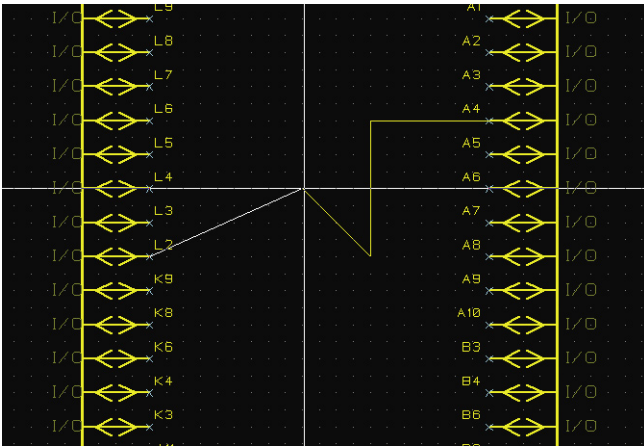 I/O L9 A1 I/O
I/O L8 A2 I/O
I/O L7 A3 I/O
I/O L6 A4 I/O
I/O L5 A5 I/O
I/O L4 A6 I/O
I/O L3 A7 I/O
I/O L2 A8 I/O
I/O K9 A9 I/O
I/O K8 A10 I/O
I/O K6 B3 I/O
I/O K4 B4 I/O
I/O K3 B6 I/O